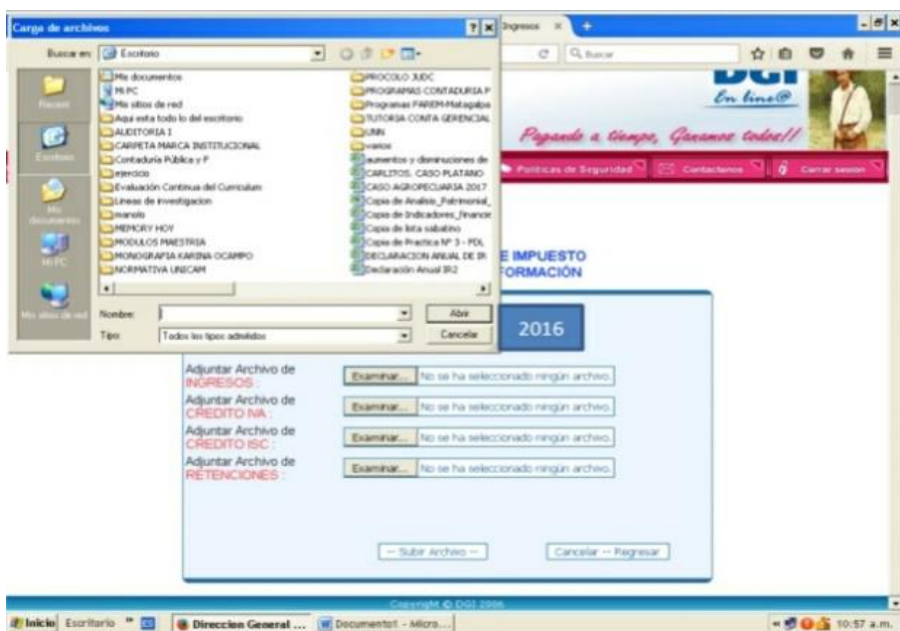 Carga de archivos
Ingresos
Buscar en: Escritorio
Buscar
Recent
Escritorio
Mis documentos
Mi PC
Mis sitios de red
Mis documentos
Mi PC
Mis sitios de red
Aqui esta todo lo del escritorio
AUDITORIA I
CARPETA MARCA INSTITUCIONAL
Contaduría Pública y F
ejercicio
Evaluación Continua del Curriculum
Lineas de investigacion
manolo
MEMORY HOY
MODULOS MAESTRIA
MONOGRAFIA KARINA OCAMPO
NORMATIVA UNICAM
PROCOLO JUDC
PROGRAMAS CONTADURIA P
Programas FAREM-Matagalpa
TUTORIA CONTA GERENCIAL
UNN
varios
aumentos y disminuciones de
CARLITOS. CASO PLATANO
CASO AGROPECUARIA 2017
Copia de Analisis_Patrimonial_
Copia de Indicadores_financie
Copia de lista sabatino
Copia de Practica Nº 3 - PDL
DECLARACION ANUAL DE IR
Declaración Anual IR2
Nombre:
Abrir
Tipo: Todos los tipos admitidos
Cancelar
DGI
En line@
Pagando a tiempo, Ganamos todos!!
Políticas de Seguridad
Contactenos
Cerrar sesion
E IMPUESTO
FORMACIÓN
2016
Adjuntar Archivo de
INGRESOS :
Examinar... No se ha seleccionado ningún archivo.
Adjuntar Archivo de
CREDITO IVA :
Examinar... No se ha seleccionado ningún archivo.
Adjuntar Archivo de
CREDITO ISC :
Examinar... No se ha seleccionado ningún archivo.
Adjuntar Archivo de
RETENCIONES :
Examinar... No se ha seleccionado ningún archivo.
-- Subir Archivo --
Cancelar -- Regresar
Copyright © DGI 2006
Inicio Escritorio » ES Direccion General ... Documento1 - Micro... « 10:57 a.m.